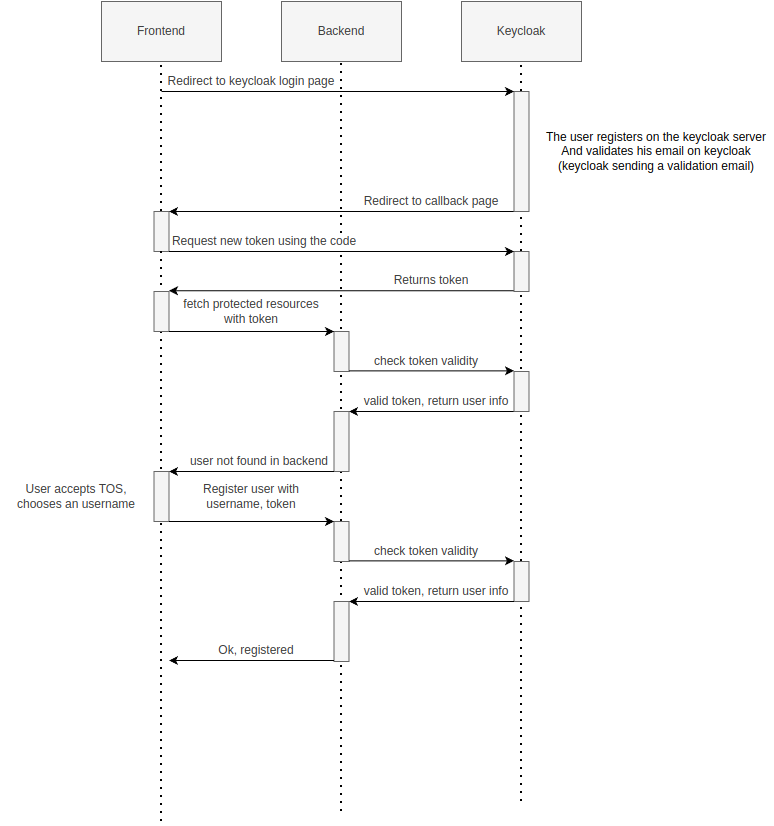 Frontend
Backend
Keycloak
Redirect to keycloak login page
The user registers on the keycloak server
And validates his email on keycloak
(keycloak sending a validation email)
Redirect to callback page
Request new token using the code
Returns token
fetch protected resources
with token
check token validity
valid token, return user info
user not found in backend
User accepts TOS,
chooses an username
Register user with
username, token
check token validity
valid token, return user info
Ok, registered